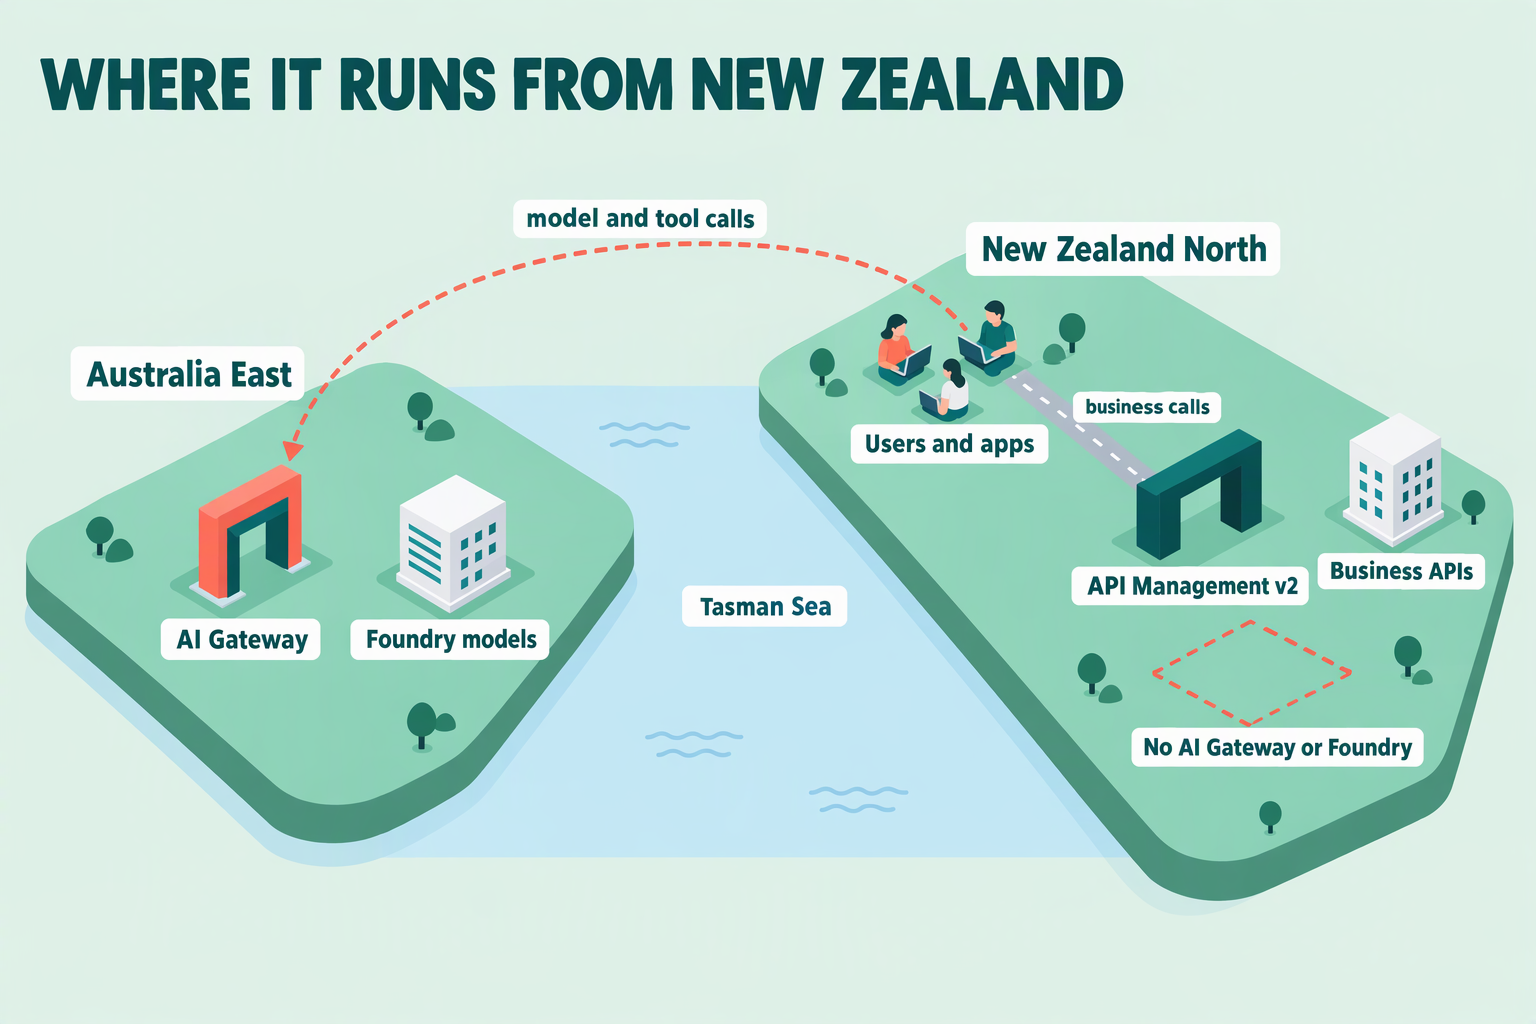 WHERE IT RUNS FROM NEW ZEALAND
model and tool calls
New Zealand North
Australia East
business calls
Users and apps
API Management v2
Business APIs
Tasman Sea
AI Gateway
Foundry models
No AI Gateway or Foundry